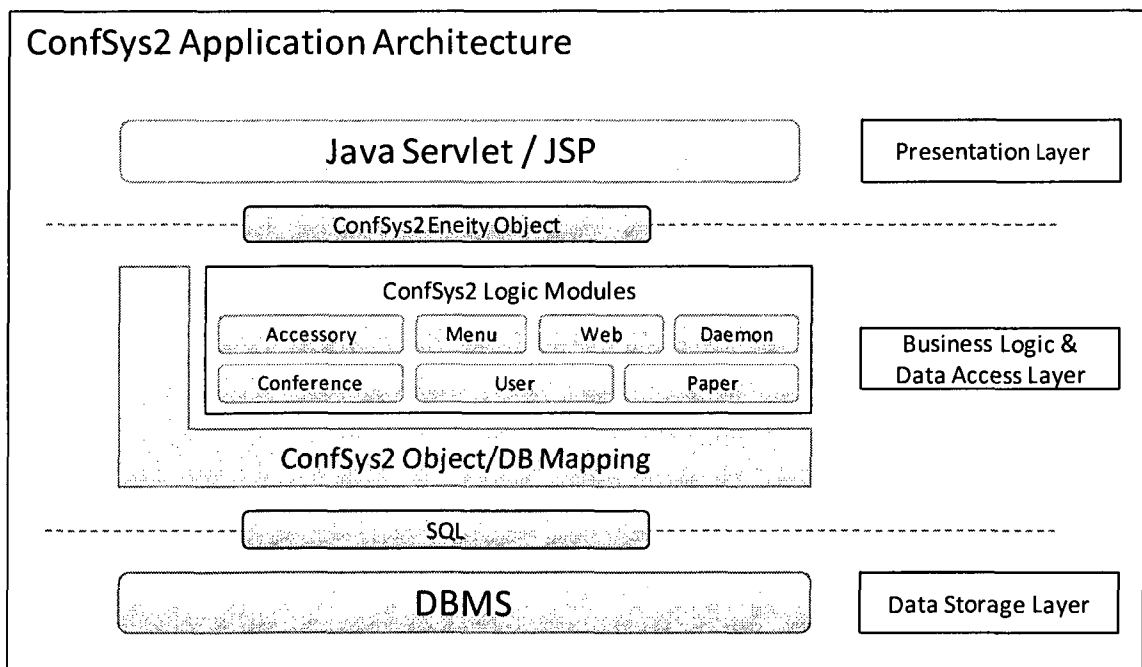 ConfSys2 Application Architecture
Java Servlet / JSP
Presentation Layer
ConfSys2 Eneity Object
ConfSys2 Logic Modules
Accessory
Menu
Web
Daemon
Conference
User
Paper
Business Logic &
Data Access Layer
ConfSys2 Object/DB Mapping
SQL
DBMS
Data Storage Layer